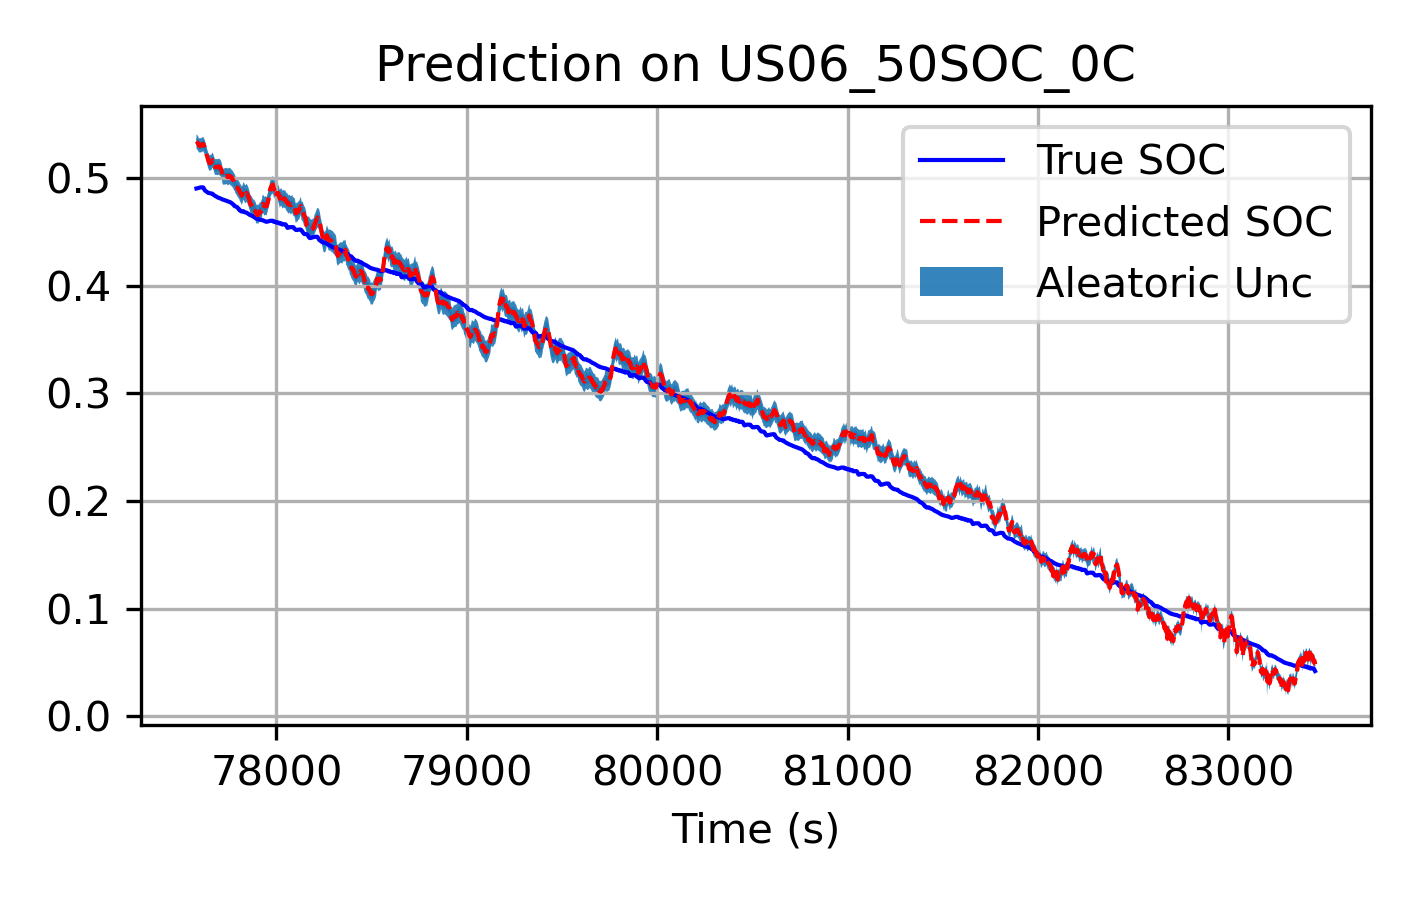 Prediction on US06_50SOC_0C
True SOC
Predicted SOC
Aleatoric Unc
0.5
0.4
0.3
0.2
0.1
0.0
78000 79000 80000 81000 82000 83000
Time (s)